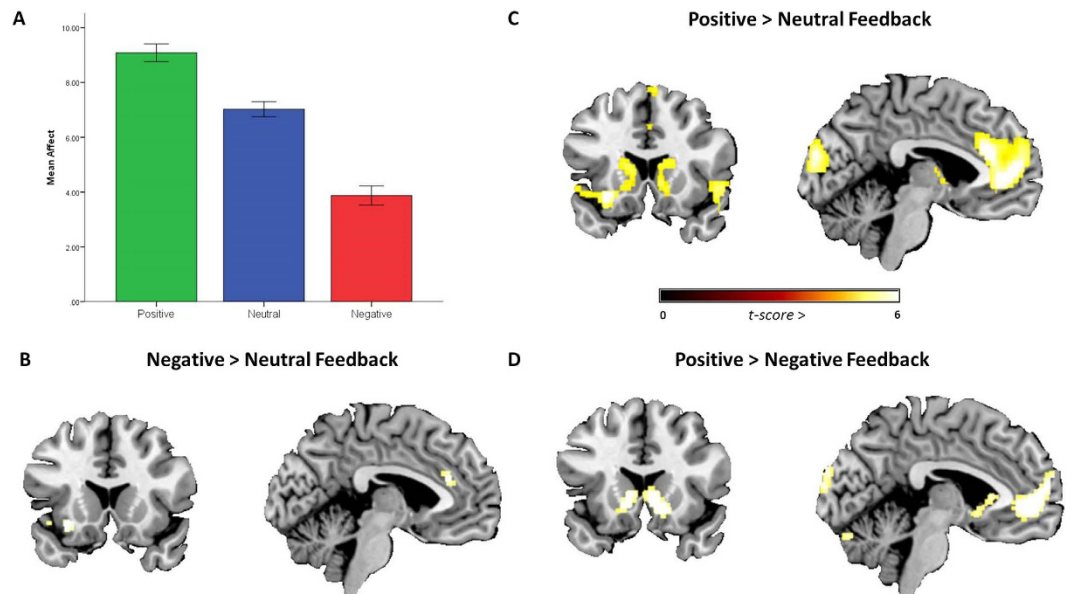 A
10.00
8.00
6.00
4.00
2.00
.00
Mean Affect
Positive Neutral Negative
C Positive > Neutral Feedback
0 t-score > 6
B Negative > Neutral Feedback
D Positive > Negative Feedback